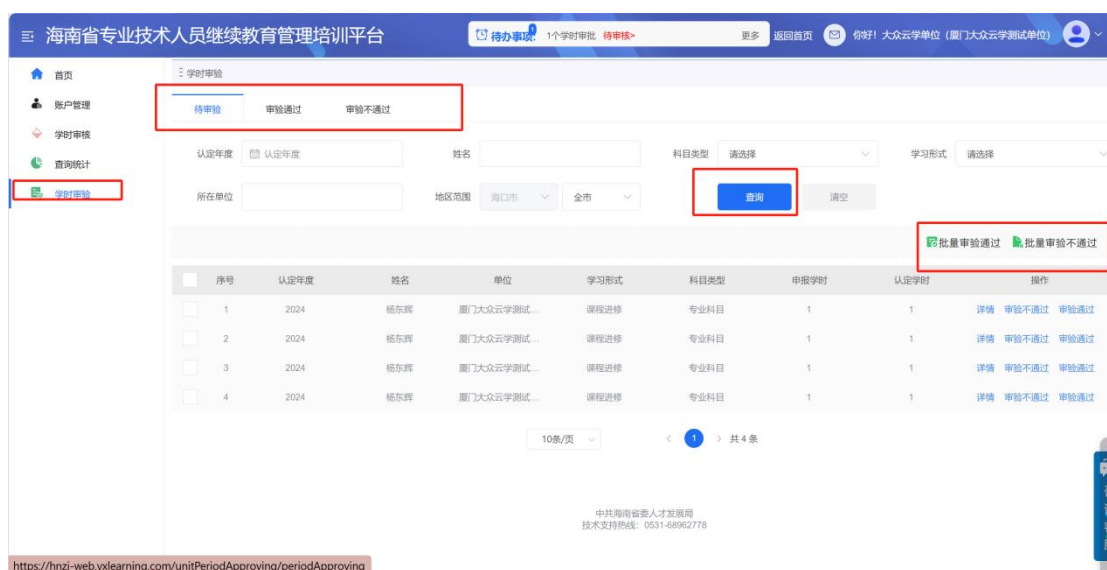 海南省专业技术人员继续教育管理培训平台
待办事项 1个学时审批 待审核> 更多 返回首页 你好！大众云学单位（厦门大众云学测试单位）
首页
账户管理
学时审核
查询统计
学时审验
学时审验
待审验 审验通过 审验不通过
认定年度 认定年度 姓名 科目类型 请选择 学习形式 请选择
所在单位 地区范围 海口市 全市 查询 清空
批量审验通过 批量审验不通过
序号 认定年度 姓名 单位 学习形式 科目类型 申报学时 认定学时 操作
1 2024 杨东辉 厦门大众云学测试... 课程进修 专业科目 1 1 详情 审验不通过 审验通过
2 2024 杨东辉 厦门大众云学测试... 课程进修 专业科目 1 1 详情 审验不通过 审验通过
3 2024 杨东辉 厦门大众云学测试... 课程进修 专业科目 1 1 详情 审验不通过 审验通过
4 2024 杨东辉 厦门大众云学测试... 课程进修 专业科目 1 1 详情 审验不通过 审验通过
10条/页 < 1 > 共 4 条
中共海南省委人才发展局
技术支持热线：0531-68962778
https://hnzi-web.yxlearning.com/unitPeriodApproving/periodApproving